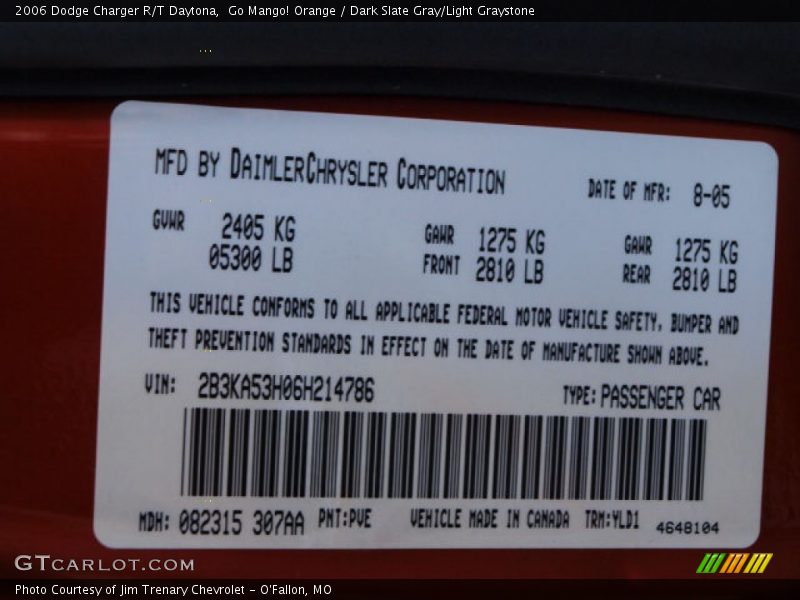 2006 Dodge Charger R/T Daytona,  Go Mango! Orange / Dark Slate Gray/Light Graystone
MFD BY DAIMLERCHRYSLER CORPORATION
DATE OF MFR: 8-05
GVWR 2405 KG
05300 LB
GAWR FRONT 1275 KG
2810 LB
GAWR REAR 1275 KG
2810 LB
THIS VEHICLE CONFORMS TO ALL APPLICABLE FEDERAL MOTOR VEHICLE SAFETY, BUMPER AND
THEFT PREVENTION STANDARDS IN EFFECT ON THE DATE OF MANUFACTURE SHOWN ABOVE.
VIN: 2B3KA53H06H214786
TYPE: PASSENGER CAR
MDH: 082315 307AA PNT:PVE VEHICLE MADE IN CANADA TRM:YLD1 4648104
GTCARLOT.COM
Photo Courtesy of Jim Trenary Chevrolet - O'Fallon, MO